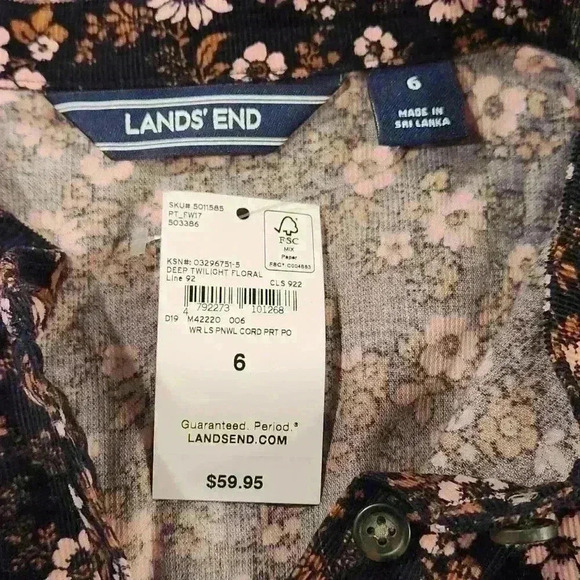 LANDS' END
6
MADE IN
SRI LANKA
SKU#: 5011585
PT_FW17
503386
FSC
MIX
Paper
FSC® C004553
KSN#: 03296751-5
DEEP TWILIGHT FLORAL
Line 92
CLS 922
4 792273 101268
D19 M42220 006
WR LS PNWL CORD PRT PO
6
Guaranteed. Period.®
LANDSEND.COM
$59.95